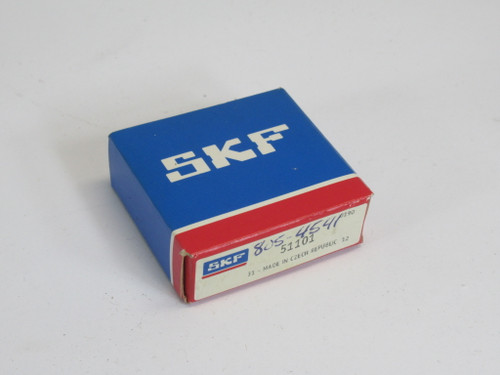 SKF
805-4541
51101
SKF
- MADE IN CZECH REPUBLIC